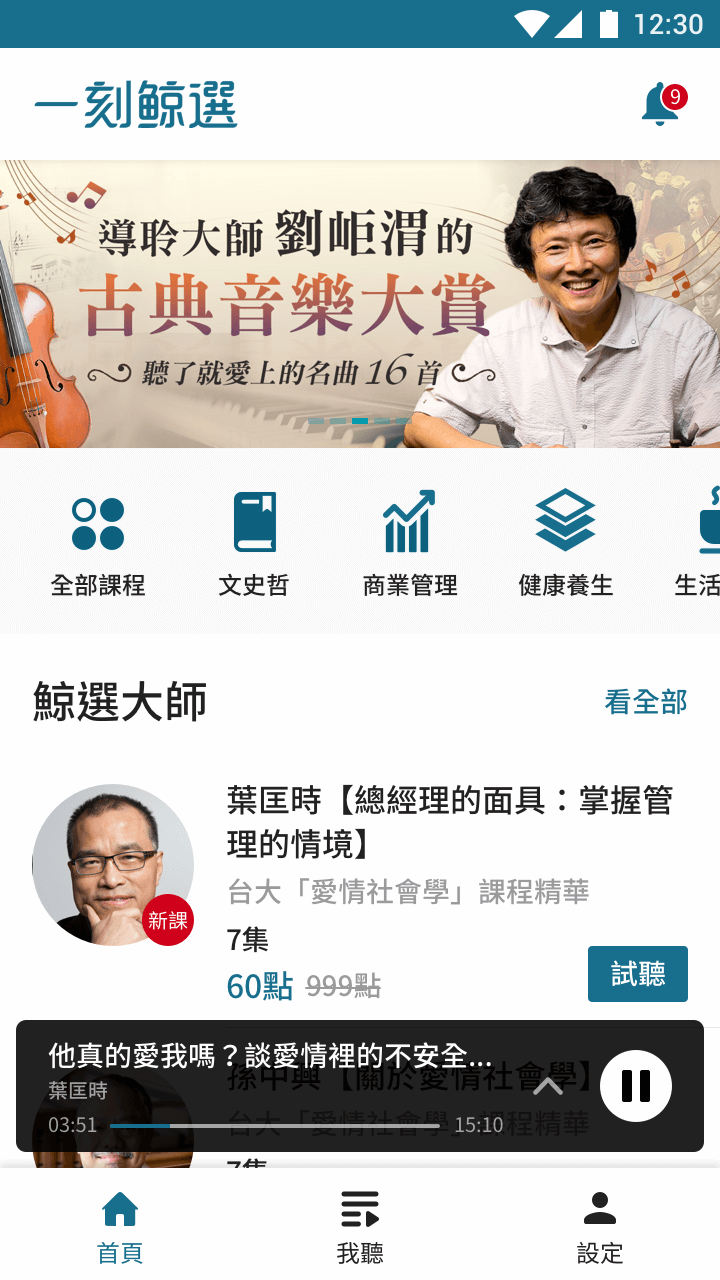 12:30
一刻鯨選
9
導聆大師 劉岠渭的
古典音樂大賞
聽了就愛上的名曲16首
全部課程
文史哲
商業管理
健康養生
生活
鯨選大師
看全部
葉匡時【總經理的面具：掌握管
理的情境】
台大「愛情社會學」課程精華
新課
7集
60點 999點
試聽
他真的愛我嗎？談愛情裡的不安全...
葉匡時
03:51
15:10
孫中興【關於愛情社會學】
台大「愛情社會學」課程精華
7集
首頁
我聽
設定